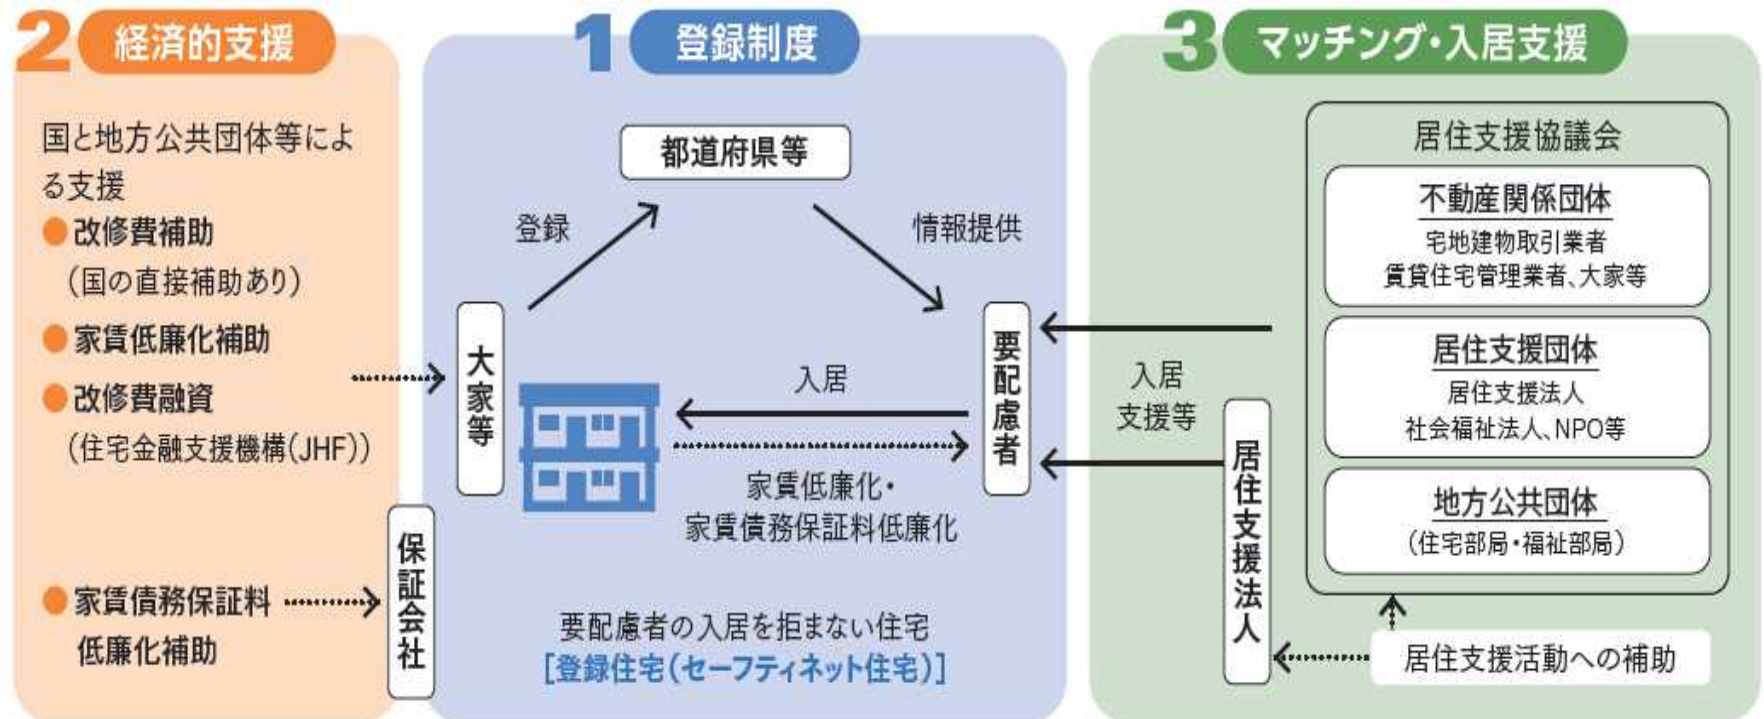 2 経済的支援
国と地方公共団体等によ
る支援
●改修費補助
(国の直接補助あり)
●家賃低廉化補助
●改修費融資
(住宅金融支援機構(JHF))
●家賃債務保証料
低廉化補助
保証会社
1 登録制度
都道府県等
登録
情報提供
大家等
要配慮者
入居
家賃低廉化・
家賃債務保証料低廉化
要配慮者の入居を拒まない住宅
[登録住宅(セーフティネット住宅)]
3 マッチング・入居支援
入居
支援等
居住支援法人
居住支援協議会
不動産関係団体
宅地建物取引業者
賃貸住宅管理業者、大家等
居住支援団体
居住支援法人
社会福祉法人、NPO等
地方公共団体
(住宅部局・福祉部局)
居住支援活動への補助